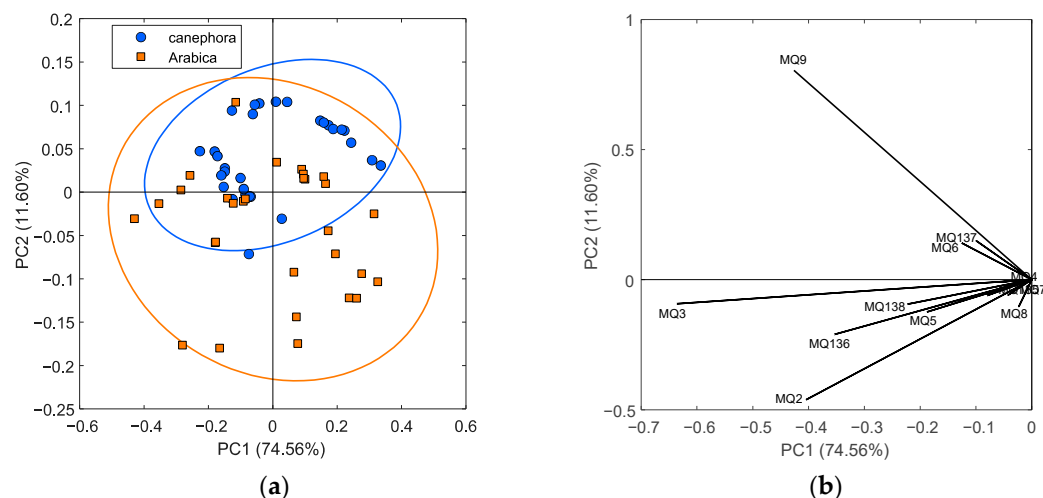 0.2
0.15
0.1
0.05
0
−0.05
−0.1
−0.15
−0.2
−0.25
PC2 (11.60%)
canephora
Arabica
−0.6
−0.4
−0.2
0
0.2
0.4
0.6
PC1 (74.56%)
(a)
1
0.5
0
−0.5
PC2 (11.60%)
MQ9
MQ137
MQ6
MQ4
MQ3
MQ138
MQ5
MQ8
MQ136
MQ2
−0.7
−0.6
−0.5
−0.4
−0.3
−0.2
−0.1
0
PC1 (74.56%)
(b)